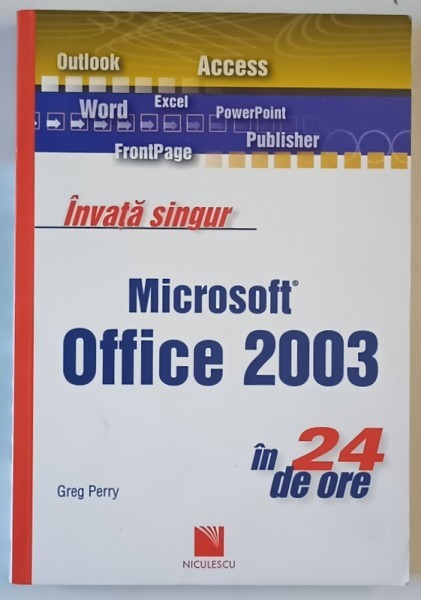 Outlook
Access
Word
Excel
PowerPoint
Publisher
FrontPage
Învață singur
Microsoft®
Office 2003
în 24
de ore
Greg Perry
NICULESCU